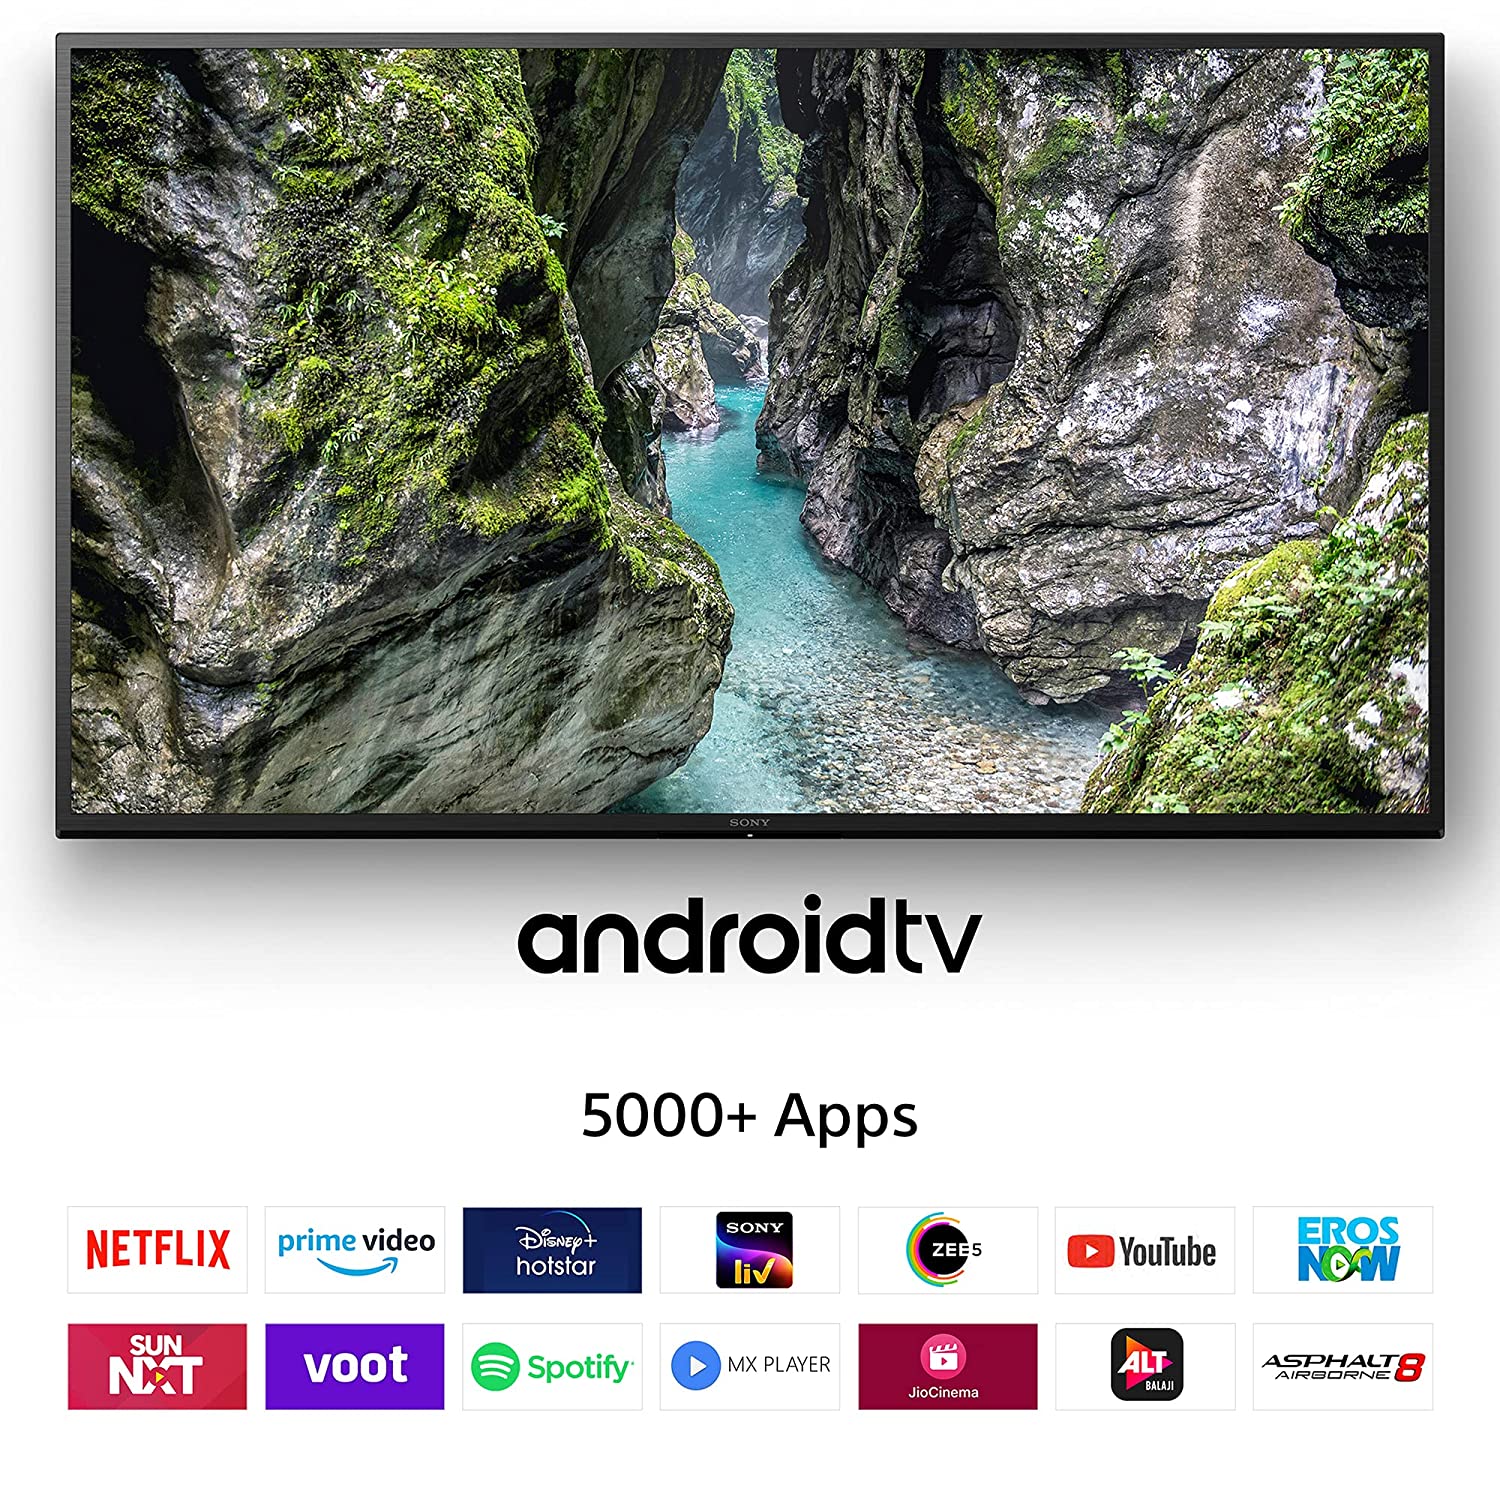 SONY
androidtv
5000+ Apps
NETFLIX
prime video
Disney+
hotstar
SONY
liv
ZEE5
YouTube
EROS
NOW
SUN
NXT
voot
Spotify
MX PLAYER
JioCinema
ALT
BALAJI
ASPHALT 8
AIRBORNE